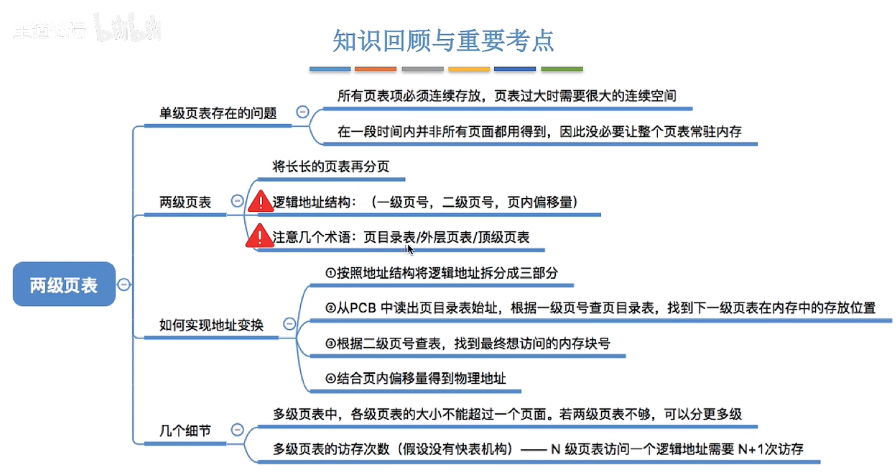 知识回顾与重要考点
单级页表存在的问题
所有页表项必须连续存放，页表过大时需要很大的连续空间
在一段时间内并非所有页面都用得到，因此没必要让整个页表常驻内存
两级页表
将长长的页表再分页
逻辑地址结构：（一级页号，二级页号，页内偏移量）
注意几个术语：页目录表/外层页表/顶级页表
两级页表
如何实现地址变换
①按照地址结构将逻辑地址拆分成三部分
②从PCB 中读出页目录表始址，根据一级页号查页目录表，找到下一级页表在内存中的存放位置
③根据二级页号查表，找到最终想访问的内存块号
④结合页内偏移量得到物理地址
几个细节
多级页表中，各级页表的大小不能超过一个页面。若两级页表不够，可以分更多级
多级页表的访存次数（假设没有快表机构）—— N 级页表访问一个逻辑地址需要 N+1次访存